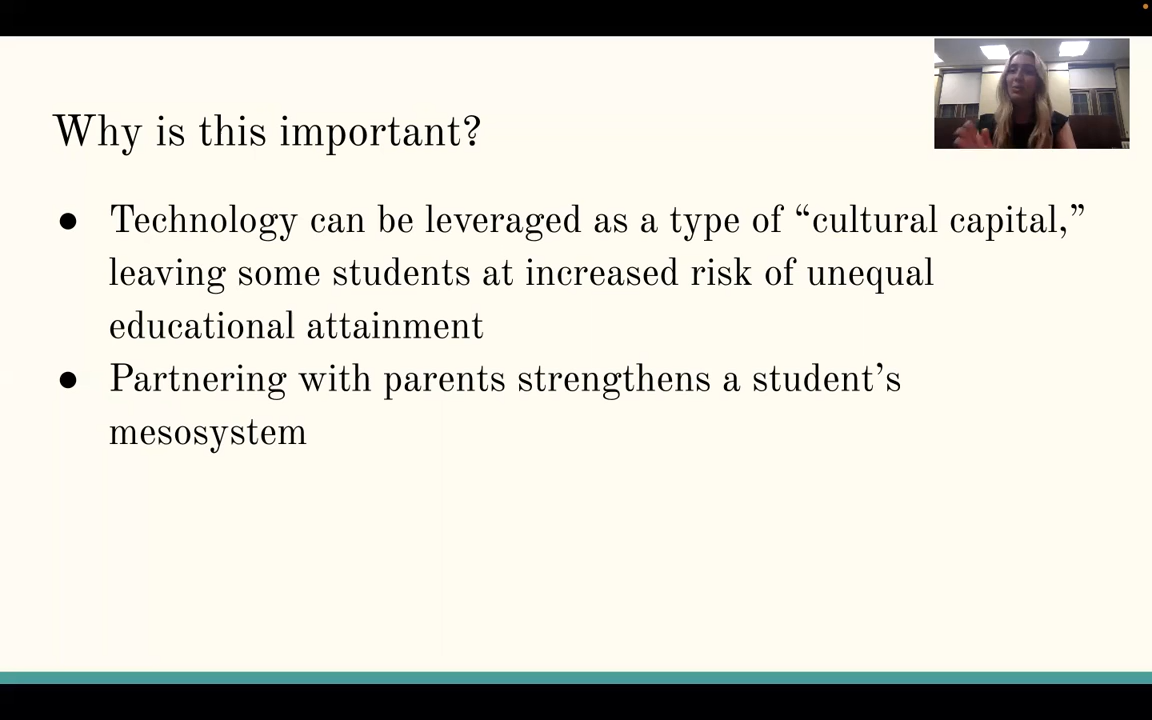 Why is this important?
● Technology can be leveraged as a type of “cultural capital,”
leaving some students at increased risk of unequal
educational attainment
● Partnering with parents strengthens a student’s
mesosystem